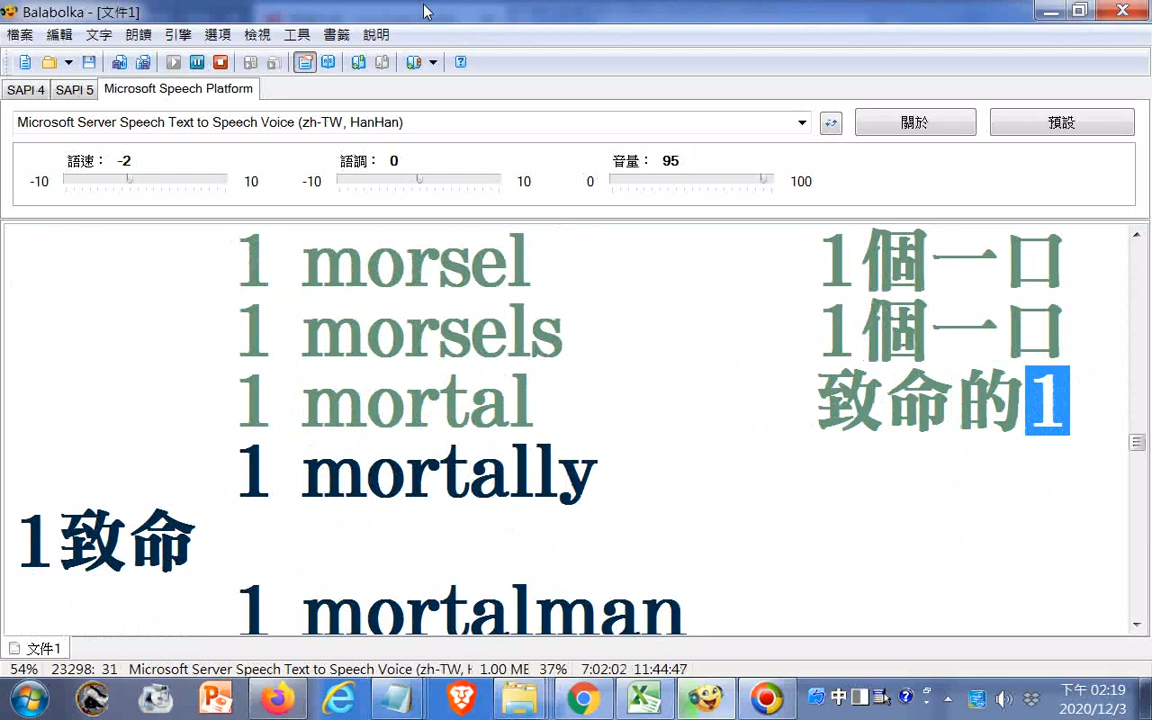 Balabolka - [文件1]
檔案 編輯 文字 朗讀 引擎 選項 檢視 工具 書籤 說明
SAPI 4 SAPI 5 Microsoft Speech Platform
Microsoft Server Speech Text to Speech Voice (zh-TW, HanHan) 關於 預設
語速： -2 語調： 0 音量： 95
-10 10 -10 10 0 100
1 morsel 1個一口
1 morsels 1個一口
1 mortal 致命的1
1 mortally
1致命
1 mortalman
文件1
54% 23298: 31 Microsoft Server Speech Text to Speech Voice (zh-TW, 1.00 ME 37% 7:02:02 11:44:47
中 下午 02:19
2020/12/3